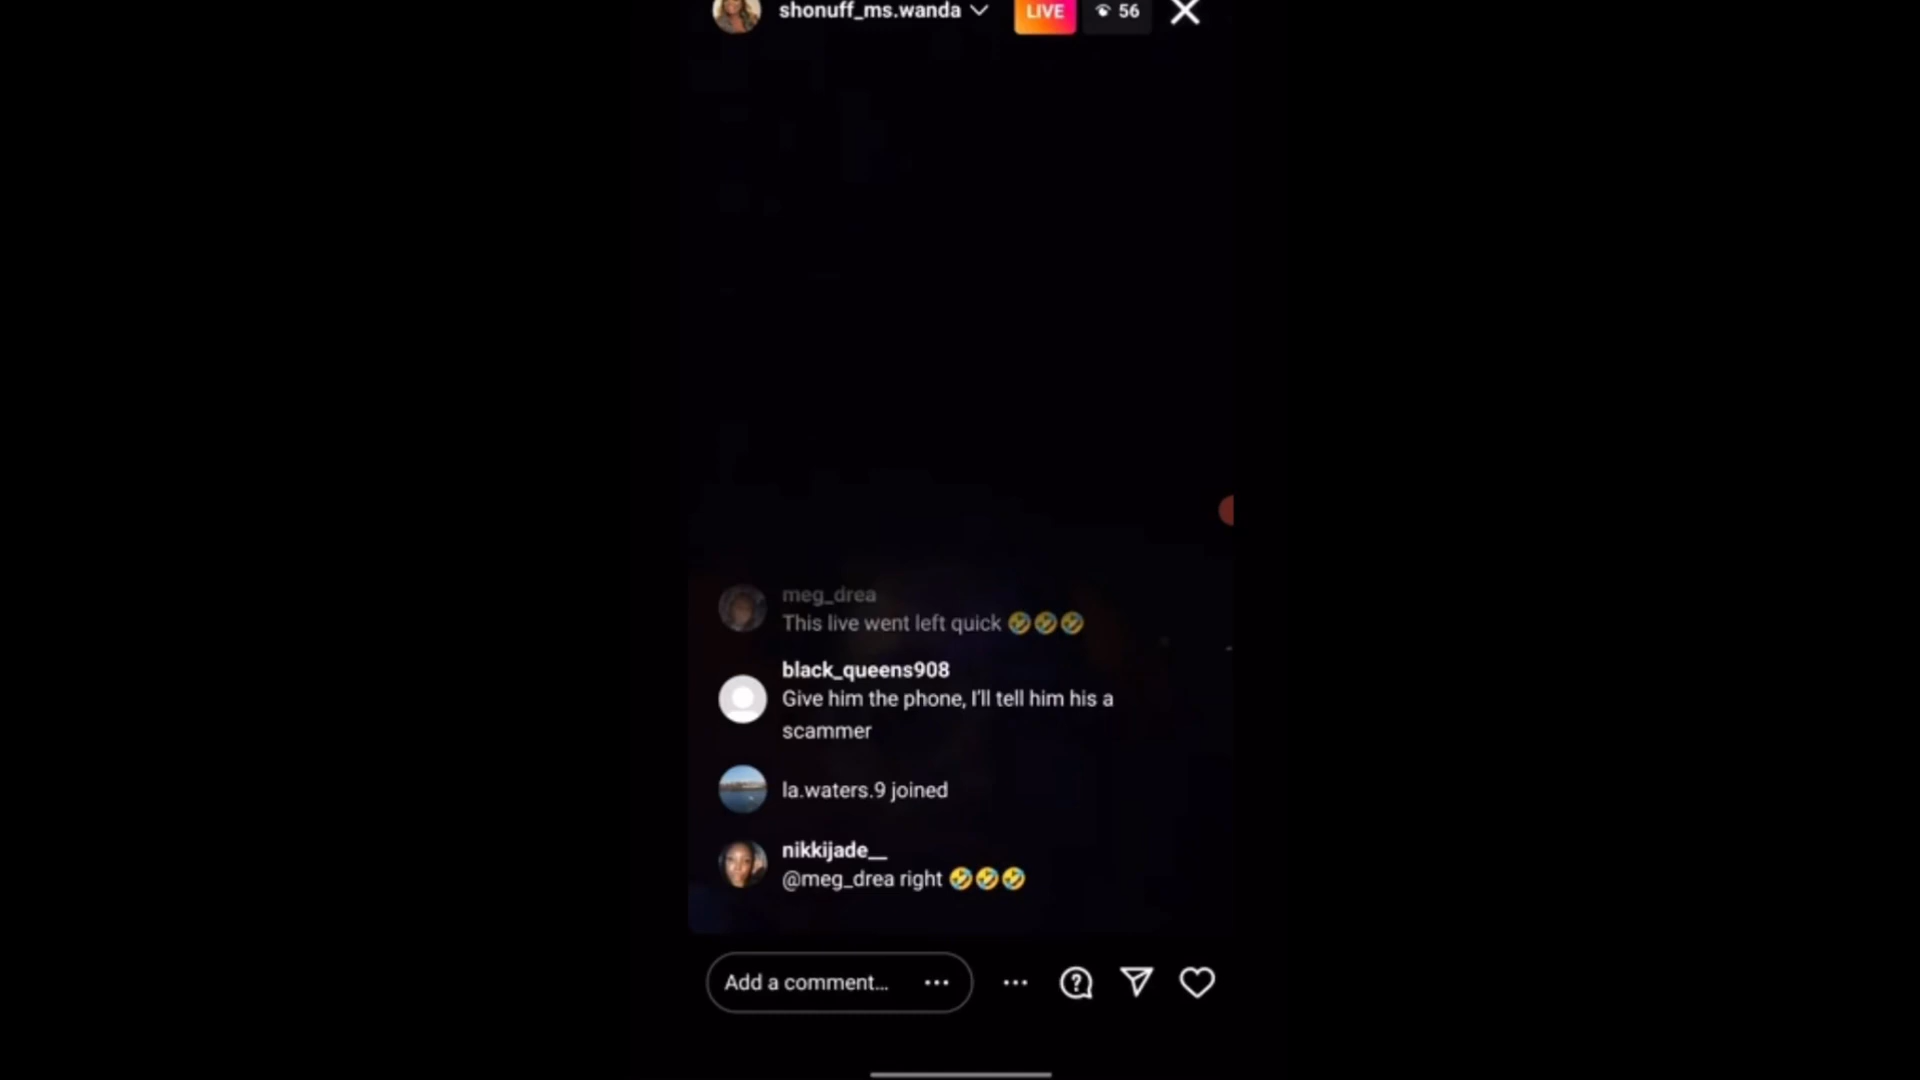 shonuff_ms.wanda
LIVE
56
meg_drea
This live went left quick 🤣🤣🤣
black_queens908
Give him the phone, I'll tell him his a
scammer
la.waters.9 joined
nikkijade__
@meg_drea right 🤣🤣🤣
Add a comment...